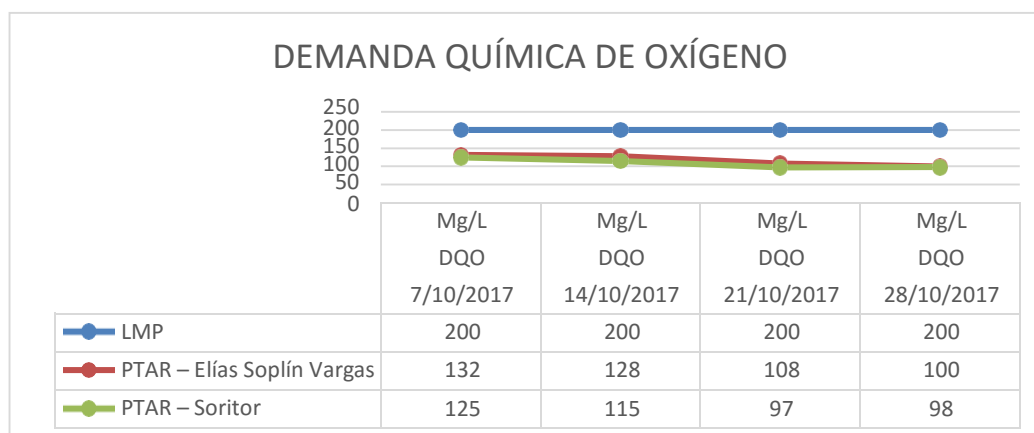 DEMANDA QUÍMICA DE OXÍGENO
250
200
150
100
50
0
Mg/L Mg/L Mg/L Mg/L
DQO DQO DQO DQO
7/10/2017 14/10/2017 21/10/2017 28/10/2017
LMP 200 200 200 200
PTAR – Elías Soplín Vargas 132 128 108 100
PTAR – Soritor 125 115 97 98